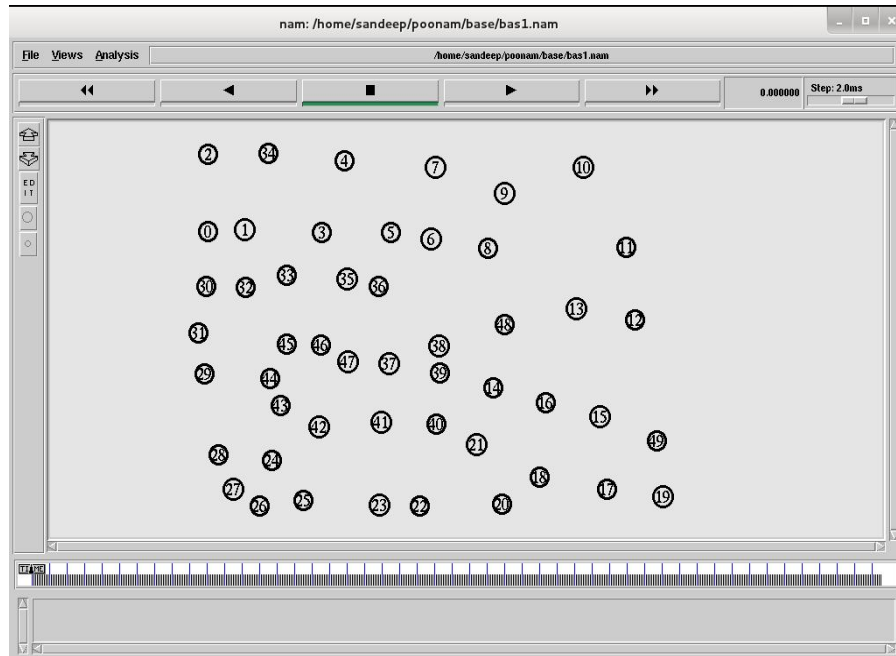 nam: /home/sandeep/poonam/base/bas1.nam
File Views Analysis /home/sandeep/poonam/base/bas1.nam
0.000000 Step: 2.0ms
ED
IT
2 34 4 7 10
9
0 1 3 5 6 8 11
30 32 33 35 36
13
31 48 12
45 46 38
47 37
29 44 39
14
43 16
42 41 40 15
21 49
28 24
18
27 17 19
26 25 23 22 20
TIME